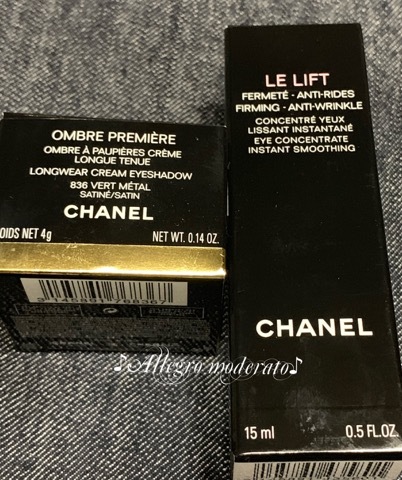 OMBRE PREMIÈRE
OMBRE À PAUPIÈRES CRÈME
LONGUE TENUE
LONGWEAR CREAM EYESHADOW
836 VERT MÉTAL
SATINÉ/SATIN
CHANEL
OIDS NET 4g NET WT. 0.14 OZ.
LE LIFT
FERMETÉ - ANTI-RIDES
FIRMING - ANTI-WRINKLE
CONCENTRÉ YEUX
LISSANT INSTANTANÉ
EYE CONCENTRATE
INSTANT SMOOTHING
CHANEL
15 ml 0.5 FL.OZ.
♪Allegro moderato♪